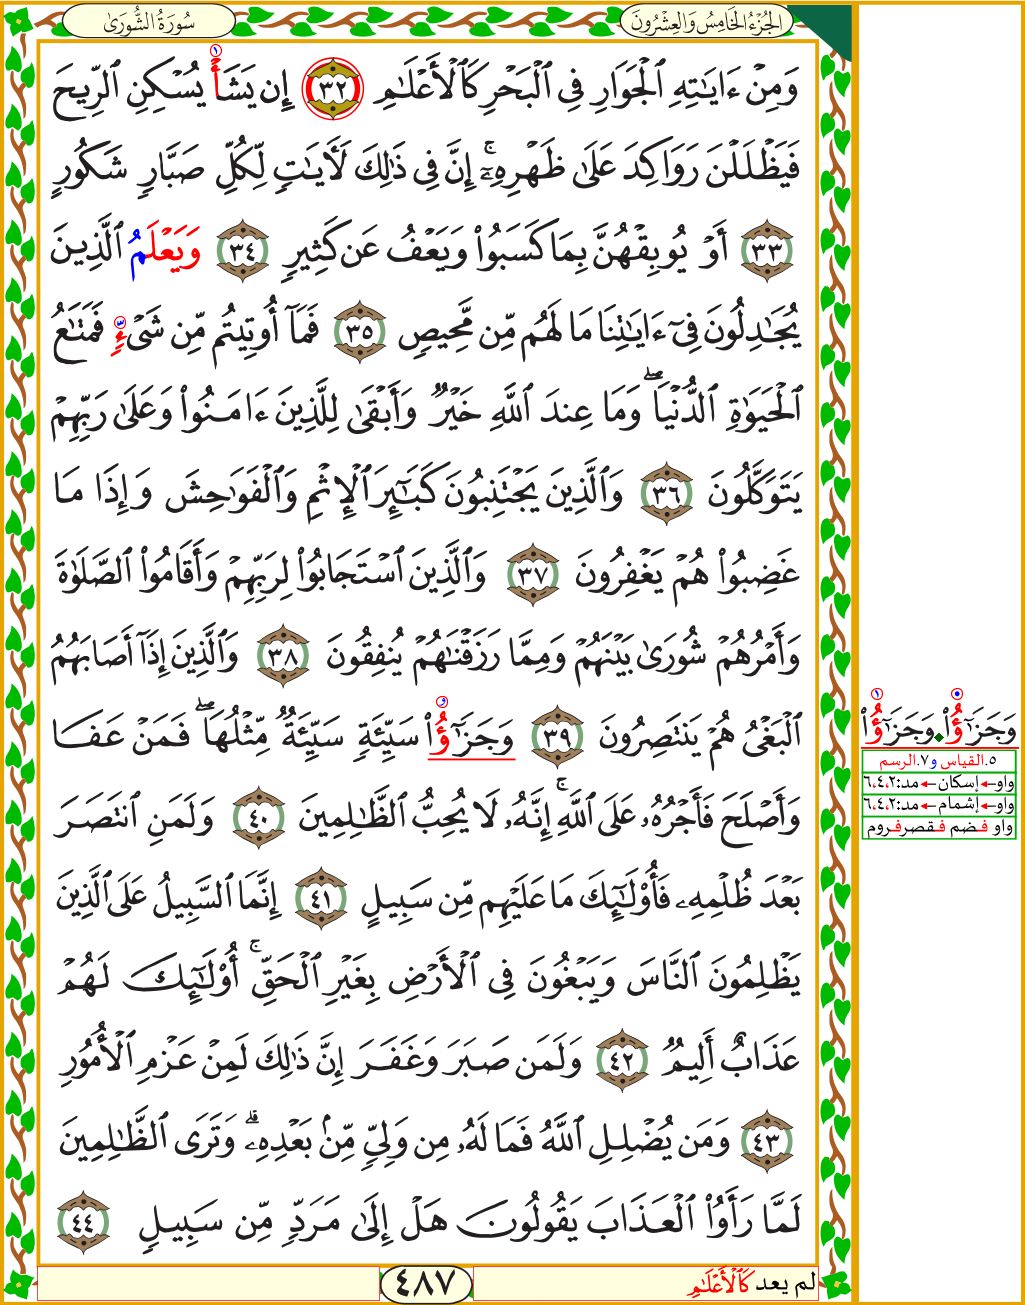 الجُزْءُ الخَامِسُ وَالعِشْرُونَ
سُورَةُ الشُّورَىٰ
وَمِنْ ءَايَٰتِهِ ٱلْجَوَارِ فِى ٱلْبَحْرِ كَٱلْأَعْلَٰمِ ٣٢ إِن يَشَأْ يُسْكِنِ ٱلرِّيحَ
فَيَظْلَلْنَ رَوَاكِدَ عَلَىٰ ظَهْرِهِۦٓ ۚ إِنَّ فِى ذَٰلِكَ لَـَٔايَٰتٍ لِّكُلِّ صَبَّارٍ شَكُورٍ
٣٣ أَوْ يُوبِقْهُنَّ بِمَا كَسَبُوا۟ وَيَعْفُ عَن كَثِيرٍ ٣٤ وَيَعْلَمُ ٱلَّذِينَ
يُجَٰدِلُونَ فِىٓ ءَايَٰتِنَا مَا لَهُم مِّن مَّحِيصٍ ٣٥ فَمَآ أُوتِيتُم مِّن شَىْءٍ فَمَتَٰعُ
ٱلْحَيَوٰةِ ٱلدُّنْيَا ۖ وَمَا عِندَ ٱللَّهِ خَيْرٌ وَأَبْقَىٰ لِلَّذِينَ ءَامَنُوا۟ وَعَلَىٰ رَبِّهِمْ
يَتَوَكَّلُونَ ٣٦ وَٱلَّذِينَ يَجْتَنِبُونَ كَبَٰٓئِرَ ٱلْإِثْمِ وَٱلْفَوَٰحِشَ وَإِذَا مَا
غَضِبُوا۟ هُمْ يَغْفِرُونَ ٣٧ وَٱلَّذِينَ ٱسْتَجَابُوا۟ لِرَبِّهِمْ وَأَقَامُوا۟ ٱلصَّلَوٰةَ
وَأَمْرُهُمْ شُورَىٰ بَيْنَهُمْ وَمِمَّا رَزَقْنَٰهُمْ يُنفِقُونَ ٣٨ وَٱلَّذِينَ إِذَآ أَصَابَهُمُ
ٱلْبَغْىُ هُمْ يَنتَصِرُونَ ٣٩ وَجَزَٰٓؤُا۟ سَيِّئَةٍ سَيِّئَةٌ مِّثْلُهَا ۖ فَمَنْ عَفَا
وَأَصْلَحَ فَأَجْرُهُۥ عَلَى ٱللَّهِ ۚ إِنَّهُۥ لَا يُحِبُّ ٱلظَّٰلِمِينَ ٤٠ وَلَمَنِ ٱنتَصَرَ
بَعْدَ ظُلْمِهِۦ فَأُو۟لَٰٓئِكَ مَا عَلَيْهِم مِّن سَبِيلٍ ٤١ إِنَّمَا ٱلسَّبِيلُ عَلَى ٱلَّذِينَ
يَظْلِمُونَ ٱلنَّاسَ وَيَبْغُونَ فِى ٱلْأَرْضِ بِغَيْرِ ٱلْحَقِّ ۚ أُو۟لَٰٓئِكَ لَهُمْ
عَذَابٌ أَلِيمٌ ٤٢ وَلَمَن صَبَرَ وَغَفَرَ إِنَّ ذَٰلِكَ لَمِنْ عَزْمِ ٱلْأُمُورِ
٤٣ وَمَن يُضْلِلِ ٱللَّهُ فَمَا لَهُۥ مِن وَلِىٍّ مِّنۢ بَعْدِهِۦ ۗ وَتَرَى ٱلظَّٰلِمِينَ
لَمَّا رَأَوُا۟ ٱلْعَذَابَ يَقُولُونَ هَلْ إِلَىٰ مَرَدٍّ مِّن سَبِيلٍ ٤٤
وَجَزَٰٓؤُا۟ وَجَزَٰٓؤُا۟
٥.القياس و٧.الرسم
واو←إسكان←مد:٦،٤،٢
واو←إشمام←مد:٦،٤،٢
واو فضم فقصر فروم
لم يعد كَٱلْأَعْلَٰمِ
٤٨٧